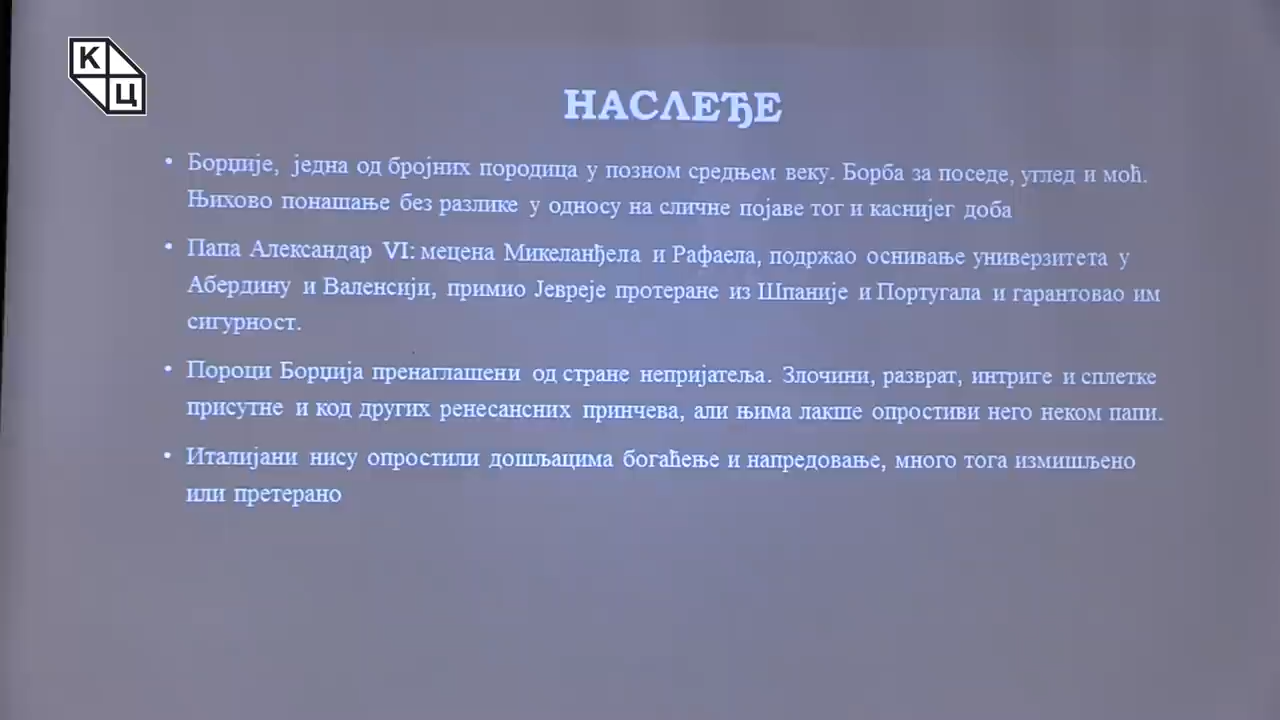 К
Ц
НАСЛЕЂЕ
• Борџије, једна од бројних породица у позном средњем веку. Борба за поседе, углед и моћ.
Њихово понашање без разлике у односу на сличне појаве тог и каснијег доба
• Папа Александар VI: мецена Микеланђела и Рафаела, подржао оснивање универзитета у
Абердину и Валенсији, примио Јевреје протеране из Шпаније и Португала и гарантовао им
сигурност.
• Пороци Борџија пренаглашени од стране непријатеља. Злочини, разврат, интриге и сплетке
присутне и код других ренесансних принчева, али њима лакше опростиви него неком папи.
• Италијани нису опростили дошљацима богаћење и напредовање, много тога измишљено
или претерано